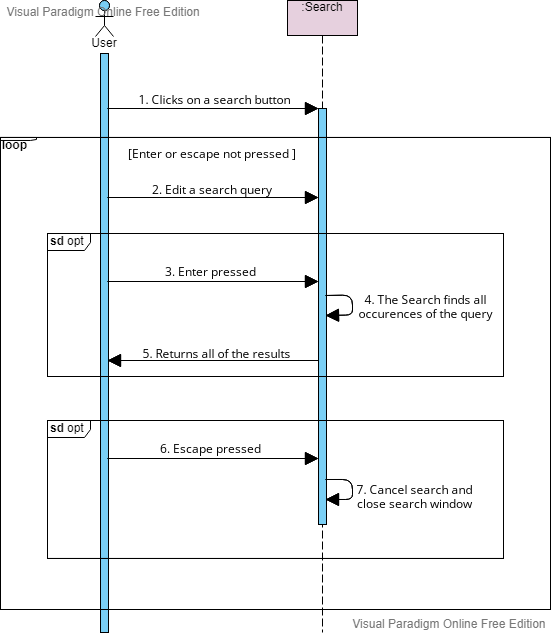 Visual Paradigm Online Free Edition
:Search
User
1. Clicks on a search button
loop
[Enter or escape not pressed ]
2. Edit a search query
sd opt
3. Enter pressed
4. The Search finds all
occurences of the query
5. Returns all of the results
sd opt
6. Escape pressed
7. Cancel search and
close search window
Visual Paradigm Online Free Edition